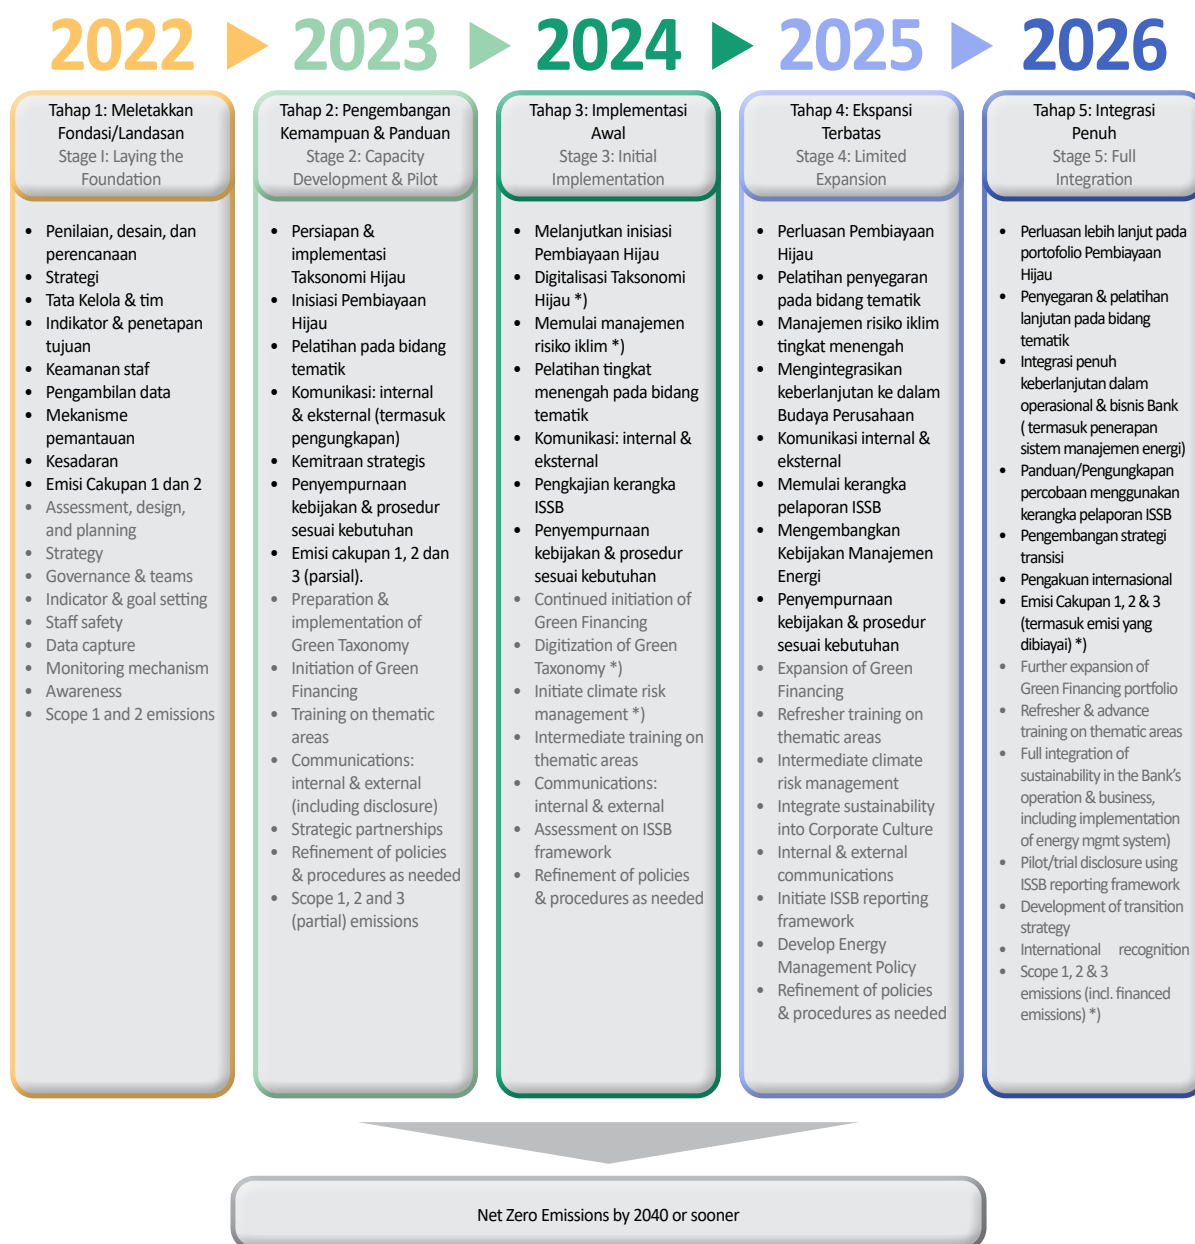 2022 2023 2024 2025 2026
Tahap 1: Meletakkan
Fondasi/Landasan
Stage I: Laying the
Foundation
• Penilaian, desain, dan
perencanaan
• Strategi
• Tata Kelola & tim
• Indikator & penetapan
tujuan
• Keamanan staf
• Pengambilan data
• Mekanisme
pemantauan
• Kesadaran
• Emisi Cakupan 1 dan 2
• Assessment, design,
and planning
• Strategy
• Governance & teams
• Indicator & goal setting
• Staff safety
• Data capture
• Monitoring mechanism
• Awareness
• Scope 1 and 2 emissions
Tahap 2: Pengembangan
Kemampuan & Panduan
Stage 2: Capacity
Development & Pilot
• Persiapan &
implementasi
Taksonomi Hijau
• Inisiasi Pembiayaan
Hijau
• Pelatihan pada bidang
tematik
• Komunikasi: internal
& eksternal (termasuk
pengungkapan)
• Kemitraan strategis
• Penyempurnaan
kebijakan & prosedur
sesuai kebutuhan
• Emisi cakupan 1, 2 dan
3 (parsial).
• Preparation &
implementation of
Green Taxonomy
• Initiation of Green
Financing
• Training on thematic
areas
• Communications:
internal & external
(including disclosure)
• Strategic partnerships
• Refinement of policies
& procedures as needed
• Scope 1, 2 and 3
(partial) emissions
Tahap 3: Implementasi
Awal
Stage 3: Initial
Implementation
• Melanjutkan inisiasi
Pembiayaan Hijau
• Digitalisasi Taksonomi
Hijau *)
• Memulai manajemen
risiko iklim *)
• Pelatihan tingkat
menengah pada bidang
tematik
• Komunikasi: internal &
eksternal
• Pengkajian kerangka
ISSB
• Penyempurnaan
kebijakan & prosedur
sesuai kebutuhan
• Continued initiation of
Green Financing
• Digitization of Green
Taxonomy *)
• Initiate climate risk
management *)
• Intermediate training on
thematic areas
• Communications:
internal & external
• Assessment on ISSB
framework
• Refinement of policies
& procedures as needed
Tahap 4: Ekspansi
Terbatas
Stage 4: Limited
Expansion
• Perluasan Pembiayaan
Hijau
• Pelatihan penyegaran
pada bidang tematik
• Manajemen risiko iklim
tingkat menengah
• Mengintegrasikan
keberlanjutan ke dalam
Budaya Perusahaan
• Komunikasi internal &
eksternal
• Memulai kerangka
pelaporan ISSB
• Mengembangkan
Kebijakan Manajemen
Energi
• Penyempurnaan
kebijakan & prosedur
sesuai kebutuhan
• Expansion of Green
Financing
• Refresher training on
thematic areas
• Intermediate climate
risk management
• Integrate sustainability
into Corporate Culture
• Internal & external
communications
• Initiate ISSB reporting
framework
• Develop Energy
Management Policy
• Refinement of policies
& procedures as needed
Tahap 5: Integrasi
Penuh
Stage 5: Full
Integration
• Perluasan lebih lanjut pada
portofolio Pembiayaan
Hijau
• Penyegaran & pelatihan
lanjutan pada bidang
tematik
• Integrasi penuh
keberlanjutan dalam
operasional & bisnis Bank
( termasuk penerapan
sistem manajemen energi)
• Panduan/Pengungkapan
percobaan menggunakan
kerangka pelaporan ISSB
• Pengembangan strategi
transisi
• Pengakuan internasional
• Emisi Cakupan 1, 2 & 3
(termasuk emisi yang
dibiayai) *)
• Further expansion of
Green Financing portfolio
• Refresher & advance
training on thematic areas
• Full integration of
sustainability in the Bank's
operation & business,
including implementation
of energy mgmt system)
• Pilot/trial disclosure using
ISSB reporting framework
• Development of transition
strategy
• International recognition
• Scope 1, 2 & 3
emissions (incl. financed
emissions) *)
Net Zero Emissions by 2040 or sooner